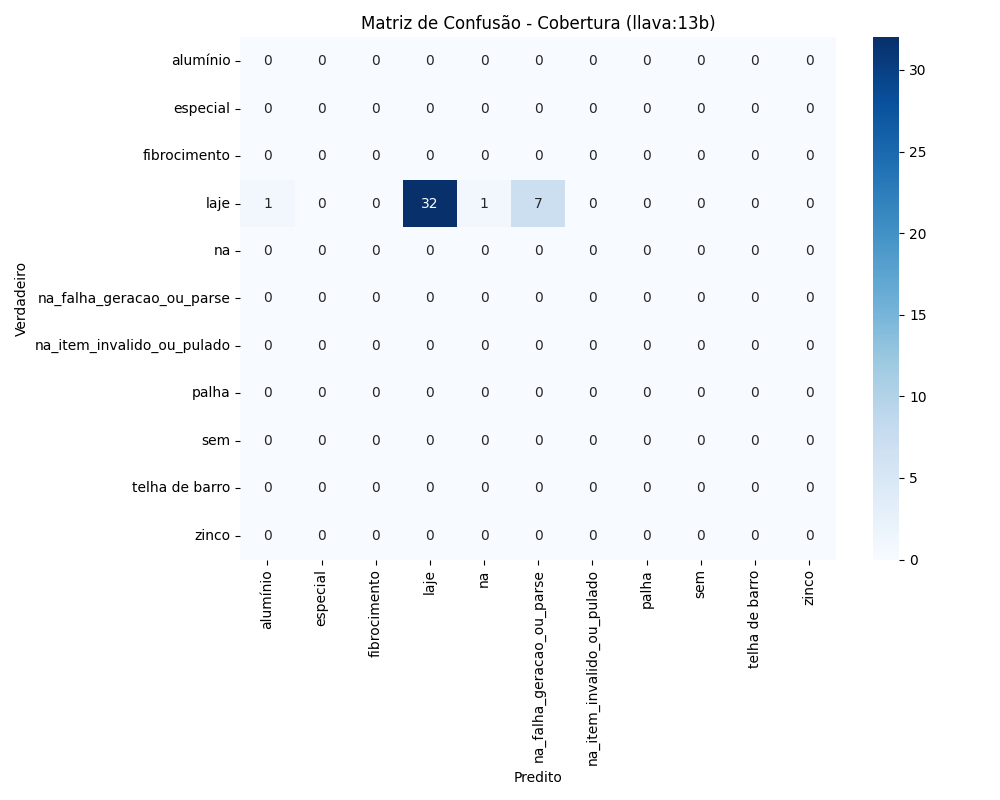 Matriz de Confusão - Cobertura (llava:13b)
alumínio 0 0 0 0 0 0 0 0 0 0 0
especial 0 0 0 0 0 0 0 0 0 0 0
fibrocimento 0 0 0 0 0 0 0 0 0 0 0
laje 1 0 0 32 1 7 0 0 0 0 0
na 0 0 0 0 0 0 0 0 0 0 0
na_falha_geracao_ou_parse 0 0 0 0 0 0 0 0 0 0 0
na_item_invalido_ou_pulado 0 0 0 0 0 0 0 0 0 0 0
palha 0 0 0 0 0 0 0 0 0 0 0
sem 0 0 0 0 0 0 0 0 0 0 0
telha de barro 0 0 0 0 0 0 0 0 0 0 0
zinco 0 0 0 0 0 0 0 0 0 0 0
Verdadeiro
alumínio
especial
fibrocimento
laje
na
na_falha_geracao_ou_parse
na_item_invalido_ou_pulado
palha
sem
telha de barro
zinco
Predito
30
25
20
15
10
5
0